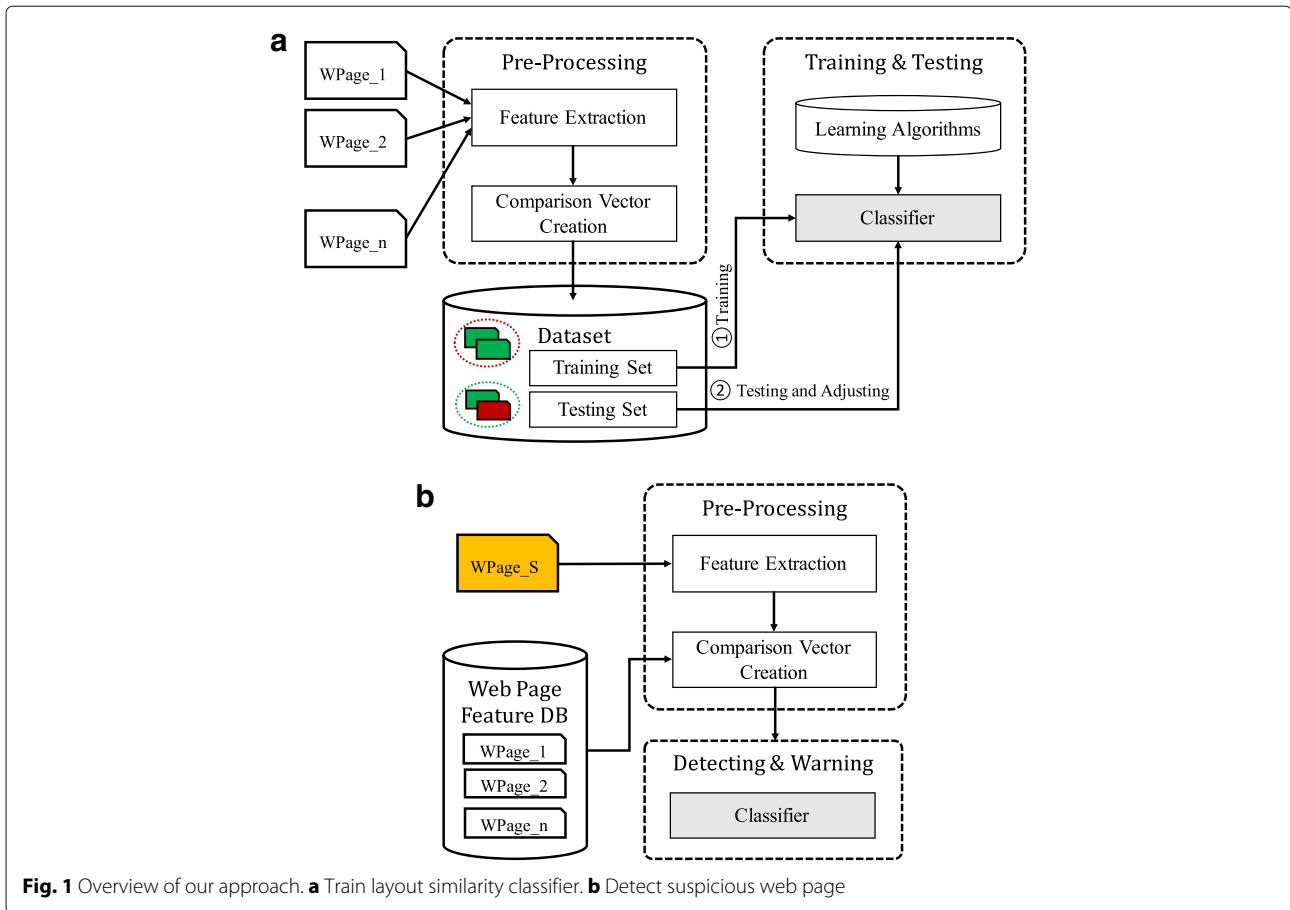 a
WPage_1
WPage_2
WPage_n
Pre-Processing
Feature Extraction
Comparison Vector
Creation
Training & Testing
Learning Algorithms
Classifier
Dataset
Training Set
Testing Set
① Training
② Testing and Adjusting
b
WPage_S
Pre-Processing
Feature Extraction
Comparison Vector
Creation
Web Page
Feature DB
WPage_1
WPage_2
WPage_n
Detecting & Warning
Classifier
Fig. 1 Overview of our approach. a Train layout similarity classifier. b Detect suspicious web page